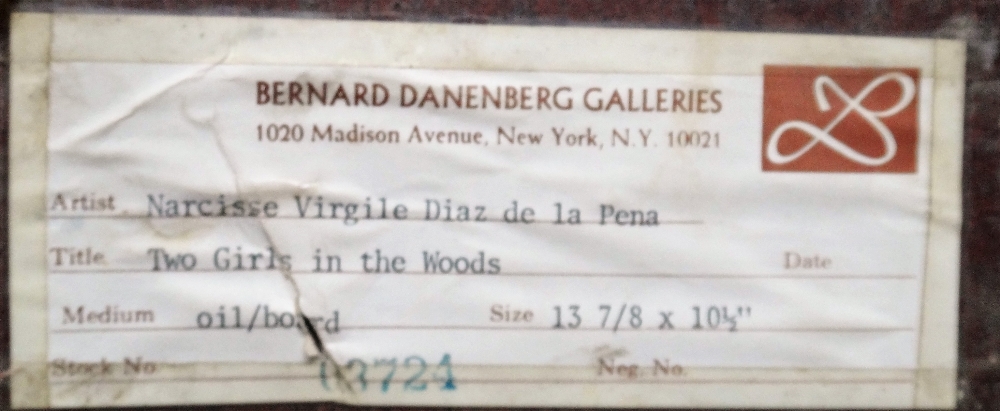 BERNARD DANENBERG GALLERIES
1020 Madison Avenue, New York, N.Y. 10021
Artist Narcisse Virgile Diaz de la Pena
Title Two Girls in the Woods Date
Medium oil/board Size 13 7/8 x 10½"
Stock No 03724 Neg. No.